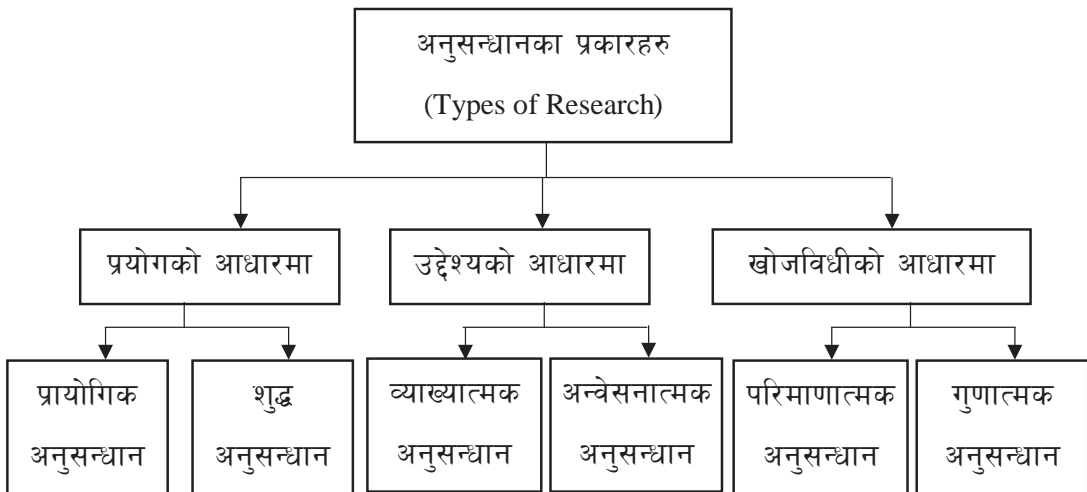 अनुसन्धानका प्रकारहरु
(Types of Research)
प्रयोगको आधारमा
उद्देश्यको आधारमा
खोजविधीको आधारमा
प्रायोगिक
अनुसन्धान
शुद्ध
अनुसन्धान
व्याख्यात्मक
अनुसन्धान
अन्वेसनात्मक
अनुसन्धान
परिमाणात्मक
अनुसन्धान
गुणात्मक
अनुसन्धान